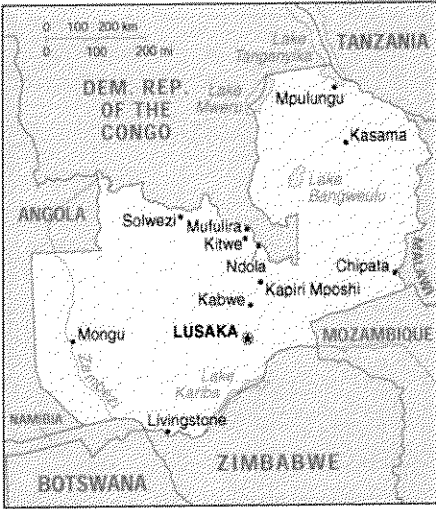 0 100 200 km
0 100 200 mi
Lake
Tanganyika
TANZANIA
DEM. REP.
OF THE
CONGO
Lake
Mweru
Mpulungu
Kasama
Lake
Bangweulu
ANGOLA
Solwezi
Mufulira
Kitwe
Ndola
Chipata
MALAWI
Kapiri Mposhi
Kabwe
LUSAKA
Mongu
MOZAMBIQUE
Zambezi
Lake
Kariba
NAMIBIA
Livingstone
ZIMBABWE
BOTSWANA